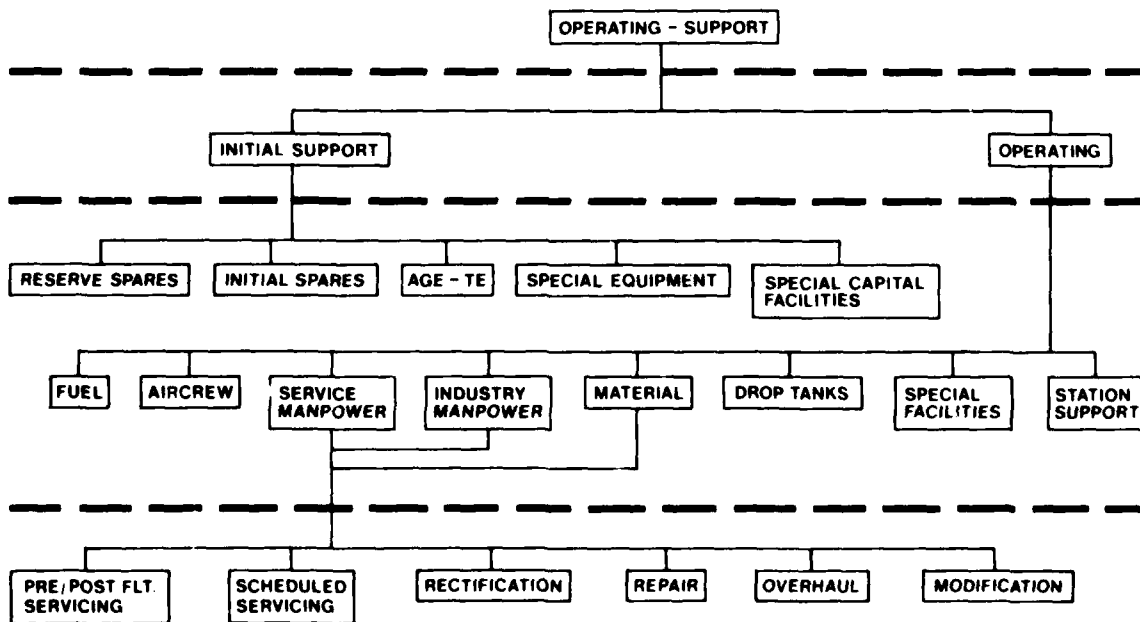 OPERATING - SUPPORT
INITIAL SUPPORT
OPERATING
RESERVE SPARES
INITIAL SPARES
AGE - TE
SPECIAL EQUIPMENT
SPECIAL CAPITAL
FACILITIES
FUEL
AIRCREW
SERVICE
MANPOWER
INDUSTRY
MANPOWER
MATERIAL
DROP TANKS
SPECIAL
FACILITIES
STATION
SUPPORT
PRE/POST FLT.
SERVICING
SCHEDULED
SERVICING
RECTIFICATION
REPAIR
OVERHAUL
MODIFICATION